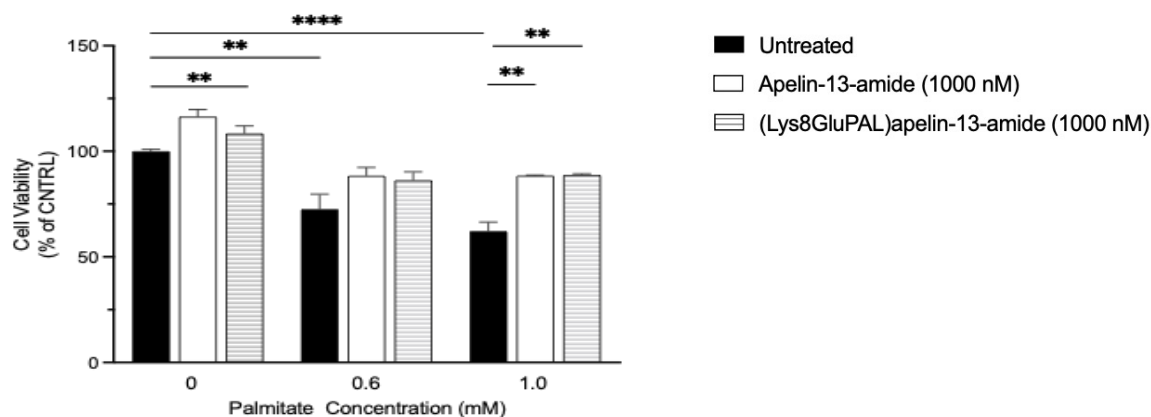 ****
**
**
**
**
150
100
50
0
Cell Viability
(% of CNTRL)
0 0.6 1.0
Palmitate Concentration (mM)
Untreated
Apelin-13-amide (1000 nM)
(Lys8GluPAL)apelin-13-amide (1000 nM)